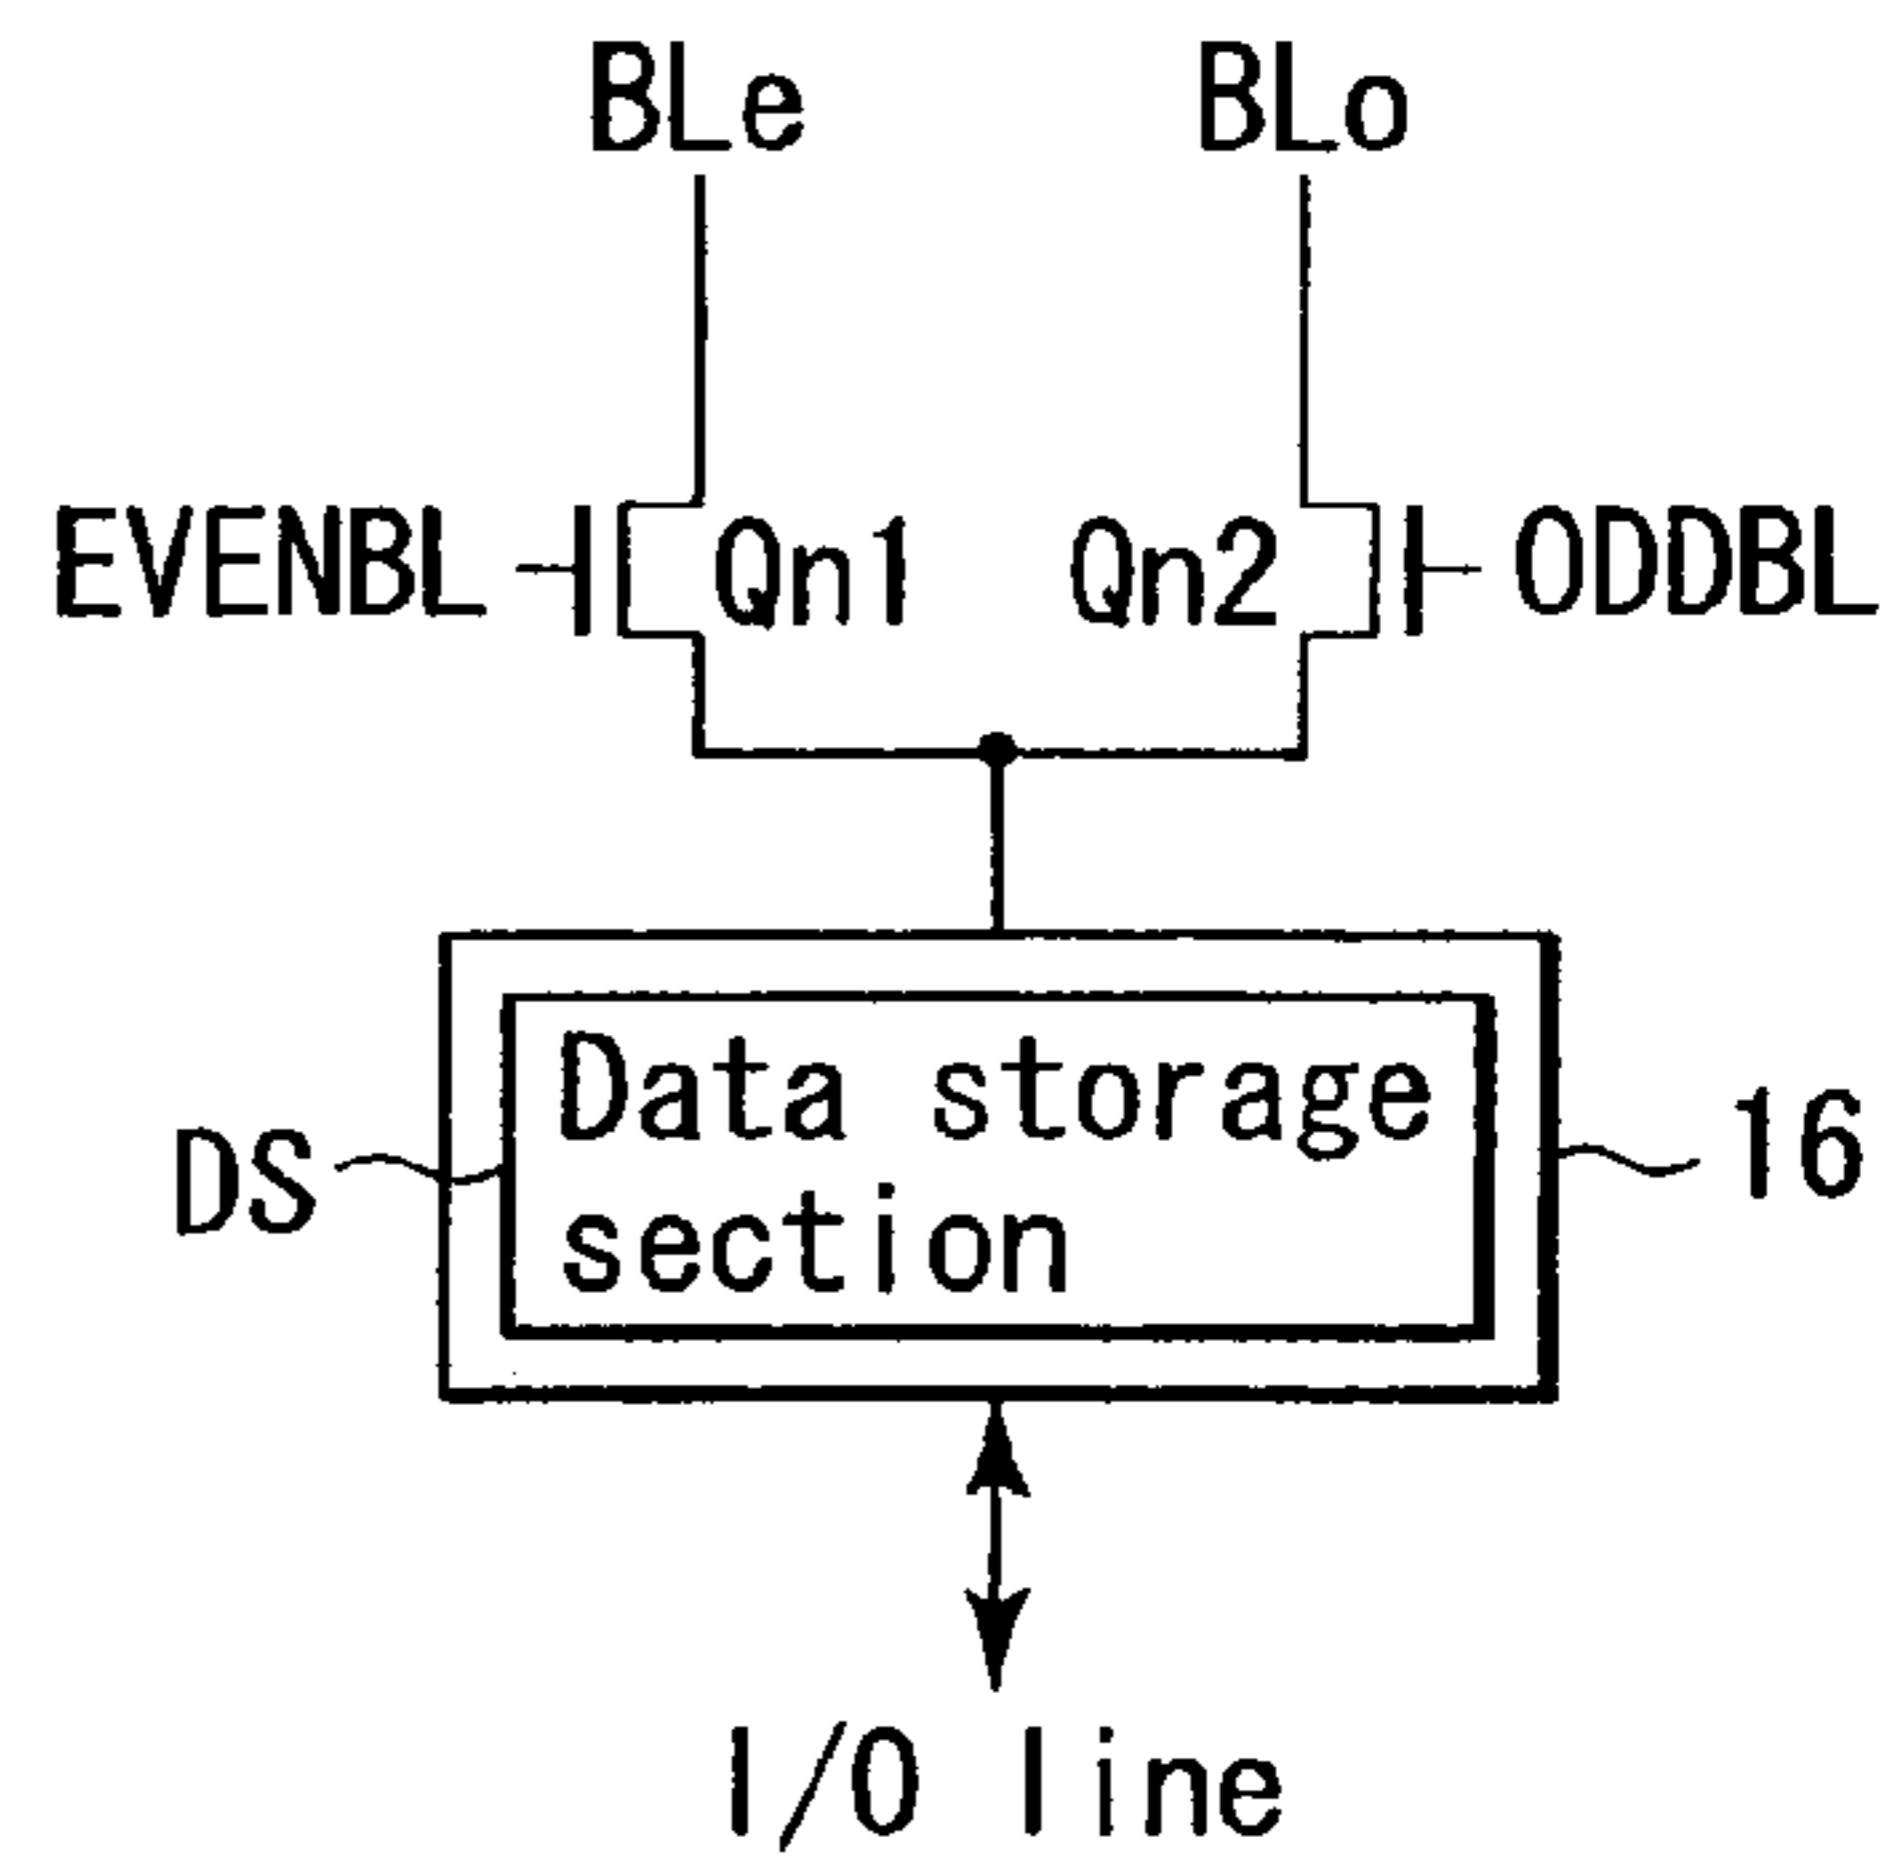 BLe BLo
EVENBL Qn1 Qn2 ODDBL
Data storage
section
DS 16
I/O line